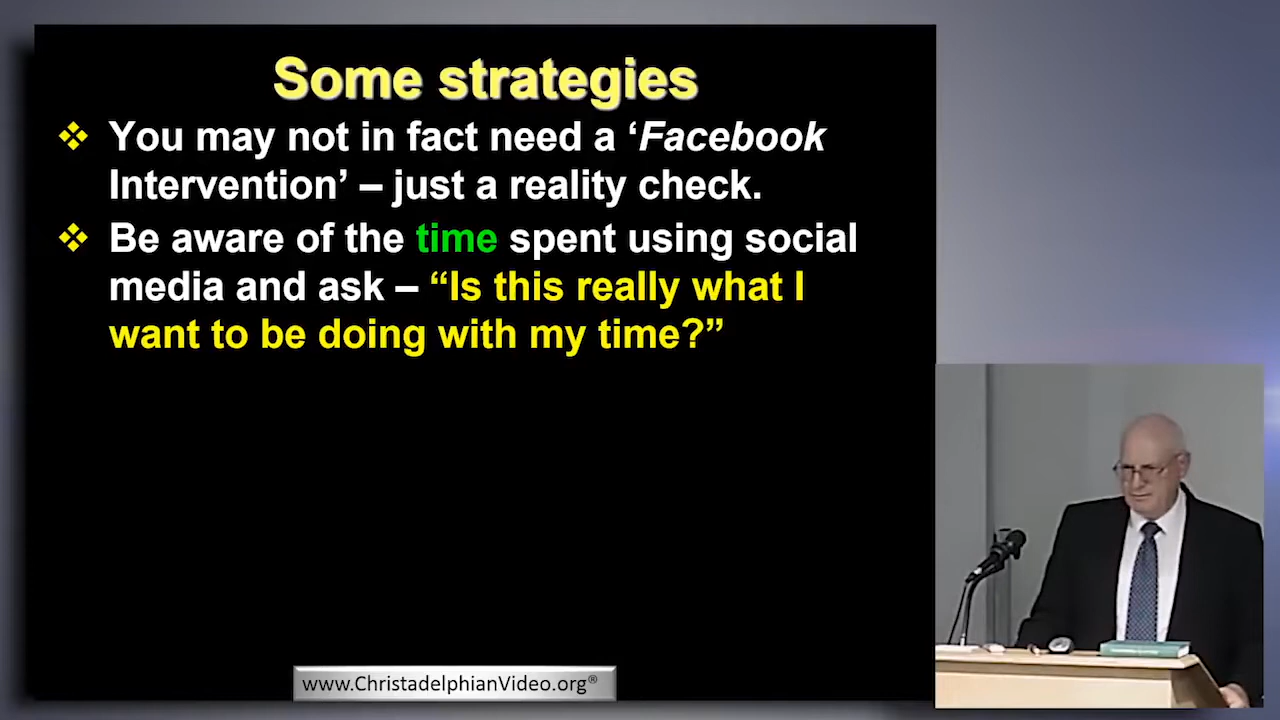 Some strategies
❖ You may not in fact need a ‘Facebook
Intervention’ – just a reality check.
❖ Be aware of the time spent using social
media and ask – “Is this really what I
want to be doing with my time?”
www.ChristadelphianVideo.org®